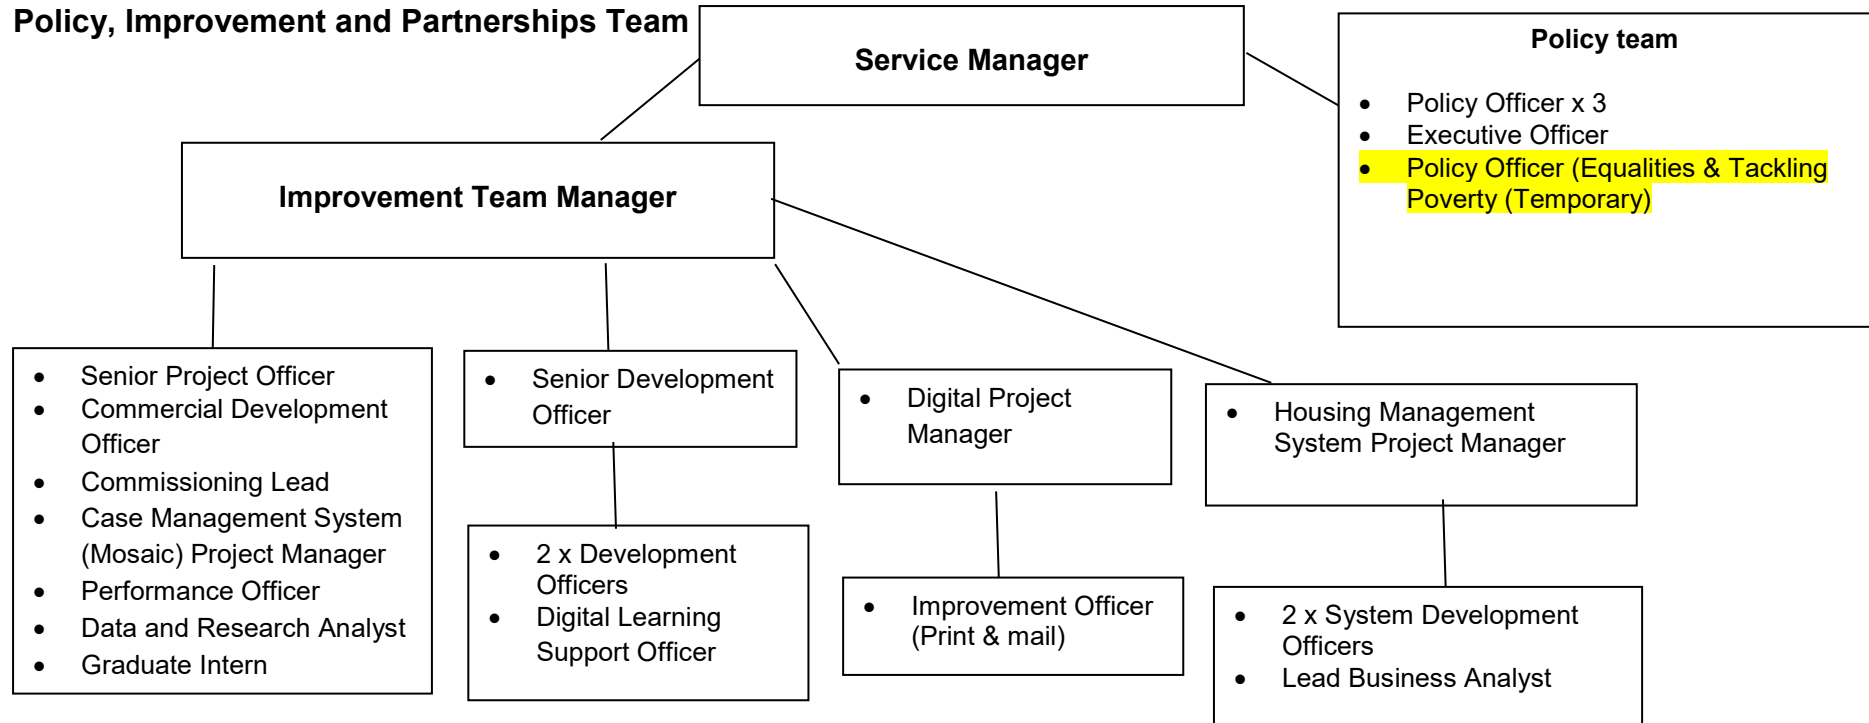 Policy, Improvement and Partnerships Team
Service Manager
Policy team
• Policy Officer x 3
• Executive Officer
• Policy Officer (Equalities & Tackling
Poverty (Temporary)
Improvement Team Manager
• Senior Project Officer
• Commercial Development
Officer
• Commissioning Lead
• Case Management System
(Mosaic) Project Manager
• Performance Officer
• Data and Research Analyst
• Graduate Intern
• Senior Development
Officer
• 2 x Development
Officers
• Digital Learning
Support Officer
• Digital Project
Manager
• Improvement Officer
(Print & mail)
• Housing Management
System Project Manager
• 2 x System Development
Officers
• Lead Business Analyst